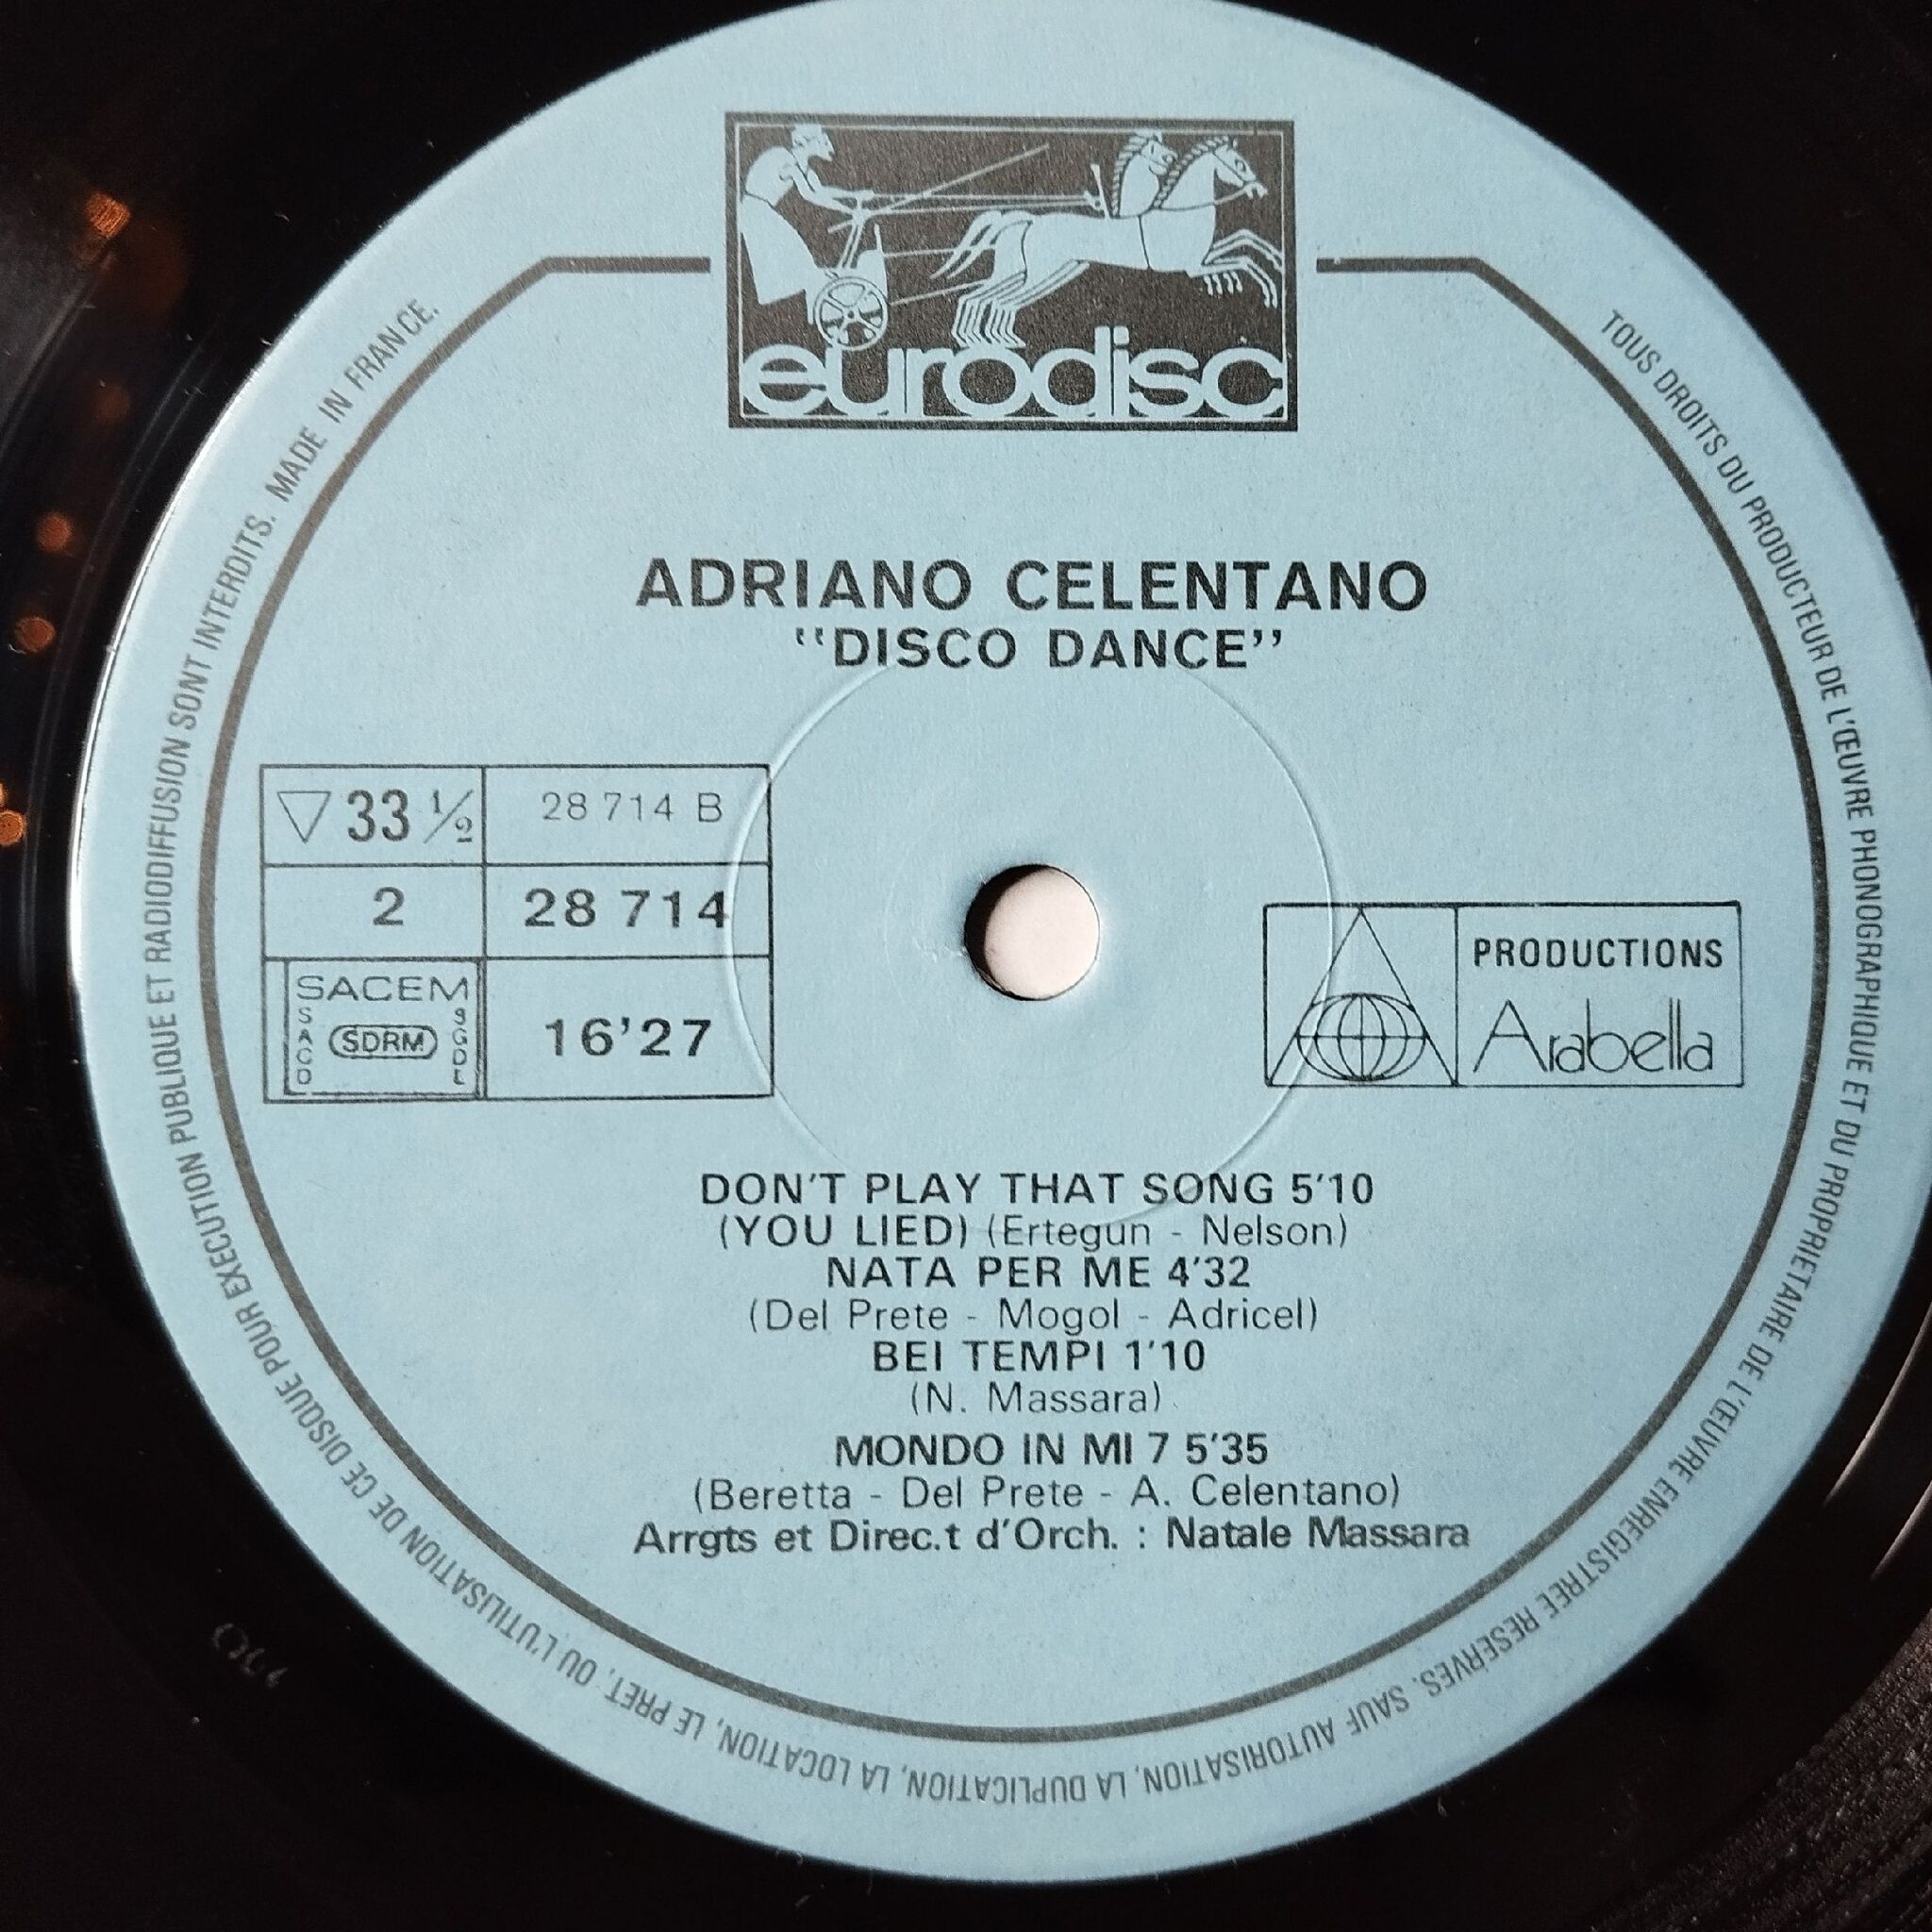 eurodisc
ADRIANO CELENTANO
"DISCO DANCE"
▽ 33 1/2
28 714 B
2
28 714
SACEM
SACD
SDRM
SGDL
16'27
PRODUCTIONS
Arabella
DON'T PLAY THAT SONG 5'10
(YOU LIED) (Ertegun - Nelson)
NATA PER ME 4'32
(Del Prete - Mogol - Adricel)
BEI TEMPI 1'10
(N. Massara)
MONDO IN MI 7 5'35
(Beretta - Del Prete - A. Celentano)
Arrgts et Direc.t d'Orch. : Natale Massara
TOUS DROITS DU PRODUCTEUR DE L'ŒUVRE PHONOGRAPHIQUE ET DU PROPRIETAIRE DE L'ŒUVRE ENREGISTREE RESERVES. SAUF AUTORISATION, LA DUPLICATION, LA LOCATION, LE PRET, OU L'UTILISATION DE CE DISQUE POUR EXECUTION PUBLIQUE ET RADIODIFFUSION SONT INTERDITS. MADE IN FRANCE.